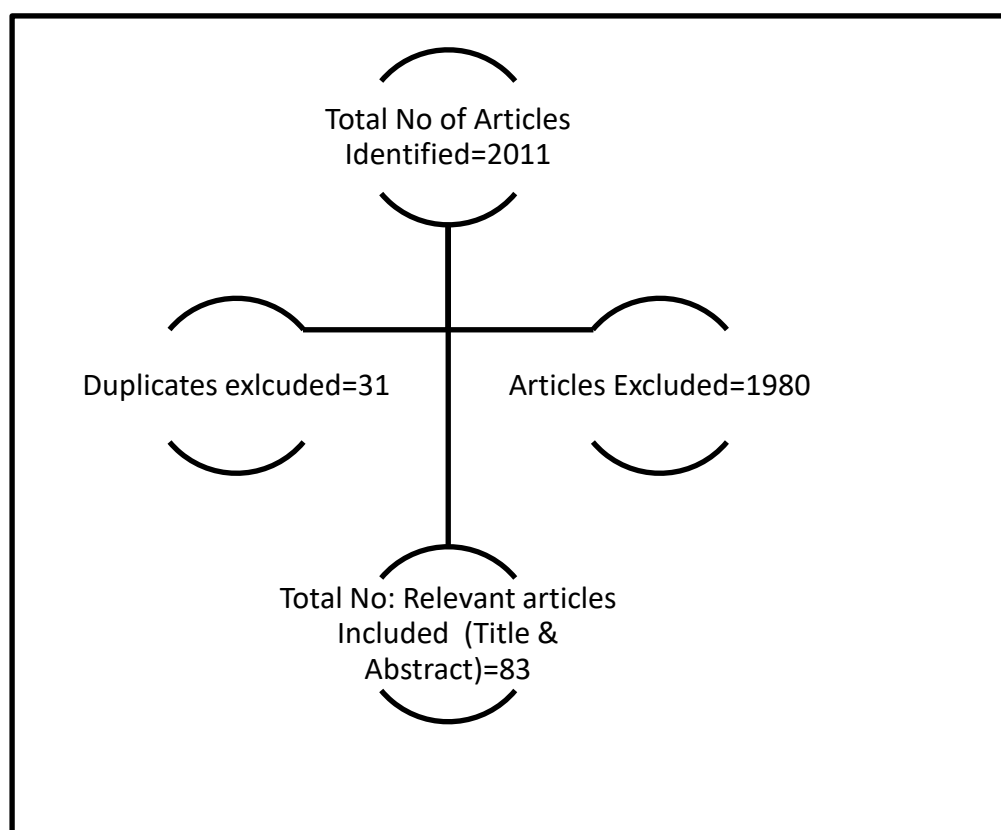 Total No of Articles
Identified=2011
Duplicates exlcuded=31
Articles Excluded=1980
Total No: Relevant articles
Included (Title &
Abstract)=83